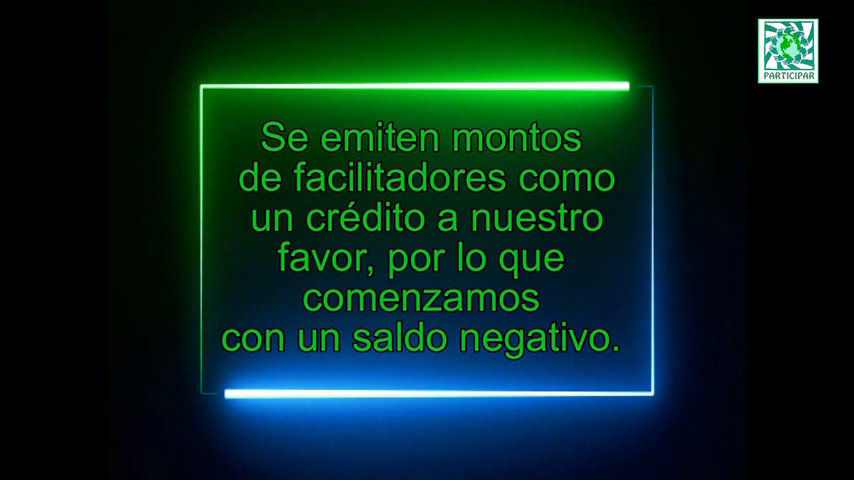 PARTICIPAR
Se emiten montos
de facilitadores como
un crédito a nuestro
favor, por lo que
comenzamos
con un saldo negativo.